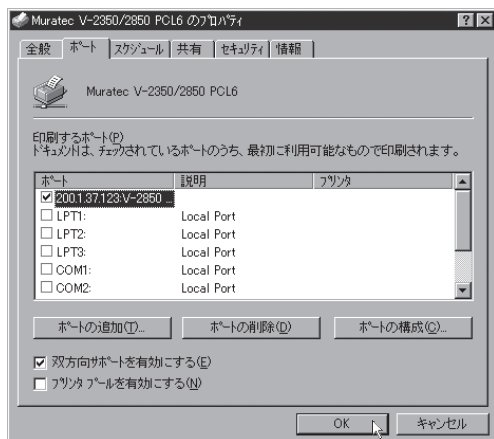 Muratec V-2350/2850 PCL6 のﾌﾟﾛﾊﾟﾃｨ
全般 ﾎﾟｰﾄ ｽｹｼﾞｭｰﾙ 共有 ｾｷｭﾘﾃｨ 情報
Muratec V-2350/2850 PCL6
印刷するﾎﾟｰﾄ(P)
ﾄﾞｷｭﾒﾝﾄは、ﾁｪｯｸされているﾎﾟｰﾄのうち、最初に利用可能なもので印刷されます。
ﾎﾟｰﾄ 説明 ﾌﾟﾘﾝﾀ
200.1.37.123:V-2850 ...
LPT1: Local Port
LPT2: Local Port
LPT3: Local Port
COM1: Local Port
COM2: Local Port
ﾎﾟｰﾄの追加(T)... ﾎﾟｰﾄの削除(D) ﾎﾟｰﾄの構成(C)...
双方向ｻﾎﾟｰﾄを有効にする(E)
ﾌﾟﾘﾝﾀ ﾌﾟｰﾙを有効にする(N)
OK ｷｬﾝｾﾙ